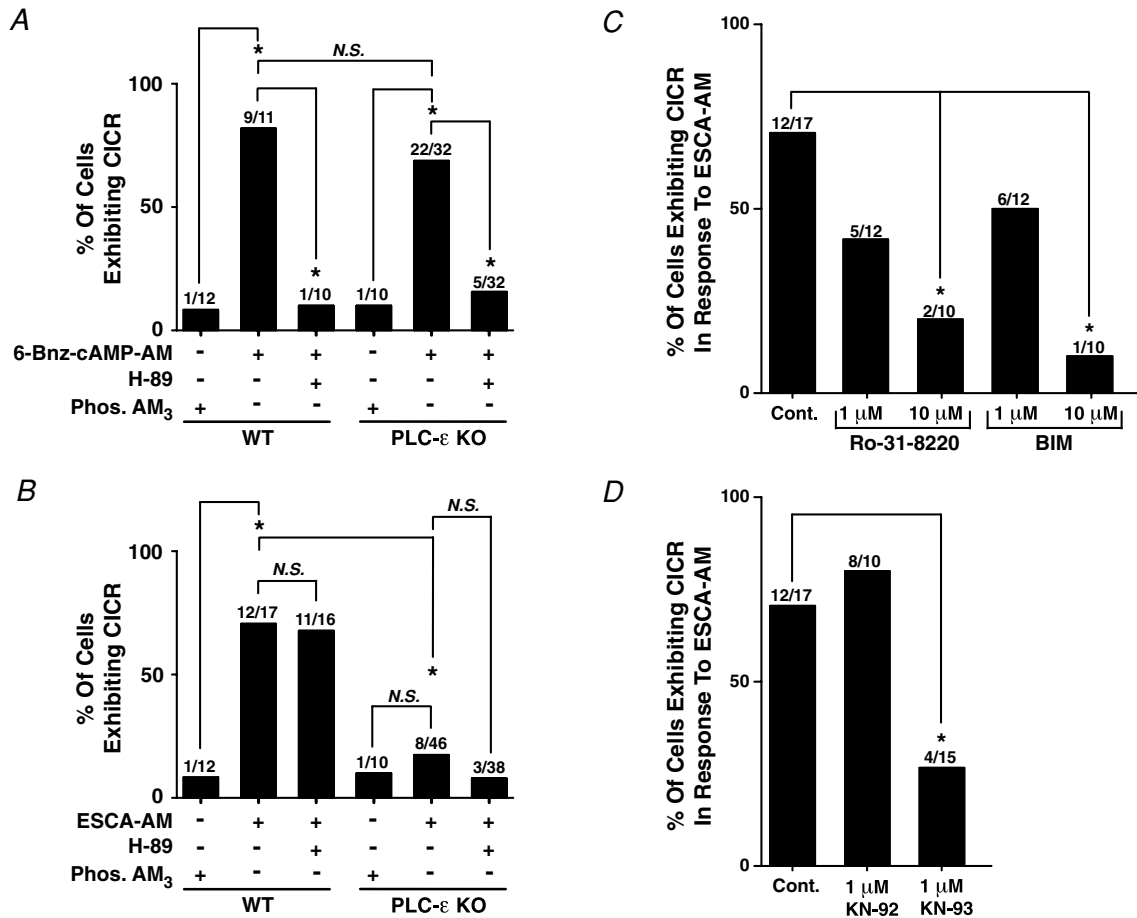 A
% Of Cells
Exhibiting CICR
100
50
0
*
N.S.
9/11
*
22/32
1/12
*
1/10
1/10
*
5/32
6-Bnz-cAMP-AM - + + - + +
H-89 - - + - - +
Phos. AM₃ + - - + - -
WT PLC-ε KO
B
% Of Cells
Exhibiting CICR
100
50
0
*
N.S.
N.S.
12/17
11/16
*
N.S.
1/12
1/10
8/46
3/38
ESCA-AM - + + - + +
H-89 - - + - - +
Phos. AM₃ + - - + - -
WT PLC-ε KO
C
% Of Cells Exhibiting CICR
In Response To ESCA-AM
100
50
0
12/17
5/12
*
2/10
6/12
*
1/10
Cont. 1 μM 10 μM 1 μM 10 μM
Ro-31-8220 BIM
D
% Of Cells Exhibiting CICR
In Response To ESCA-AM
100
50
0
12/17
8/10
*
4/15
Cont. 1 μM 1 μM
KN-92 KN-93